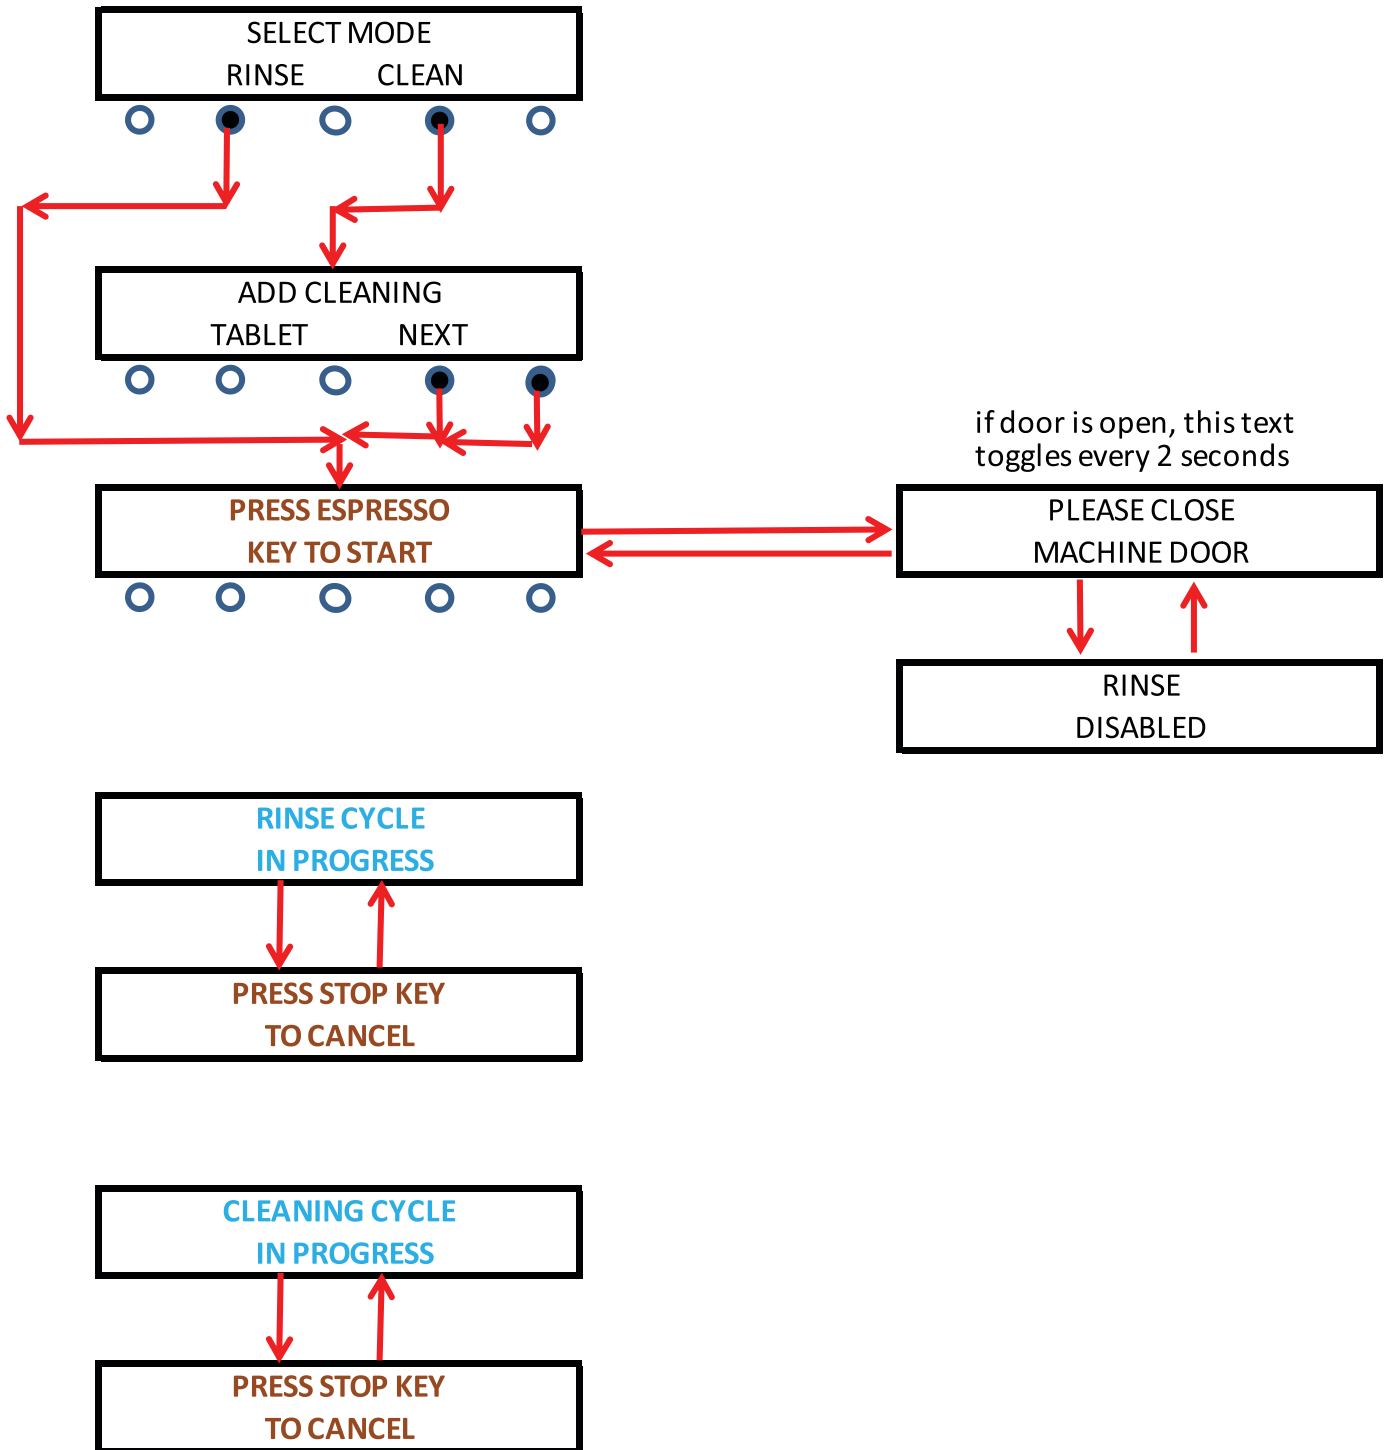 SELECT MODE
RINSE CLEAN
ADD CLEANING
TABLET NEXT
if door is open, this text
toggles every 2 seconds
PRESS ESPRESSO
KEY TO START
PLEASE CLOSE
MACHINE DOOR
RINSE
DISABLED
RINSE CYCLE
IN PROGRESS
PRESS STOP KEY
TO CANCEL
CLEANING CYCLE
IN PROGRESS
PRESS STOP KEY
TO CANCEL